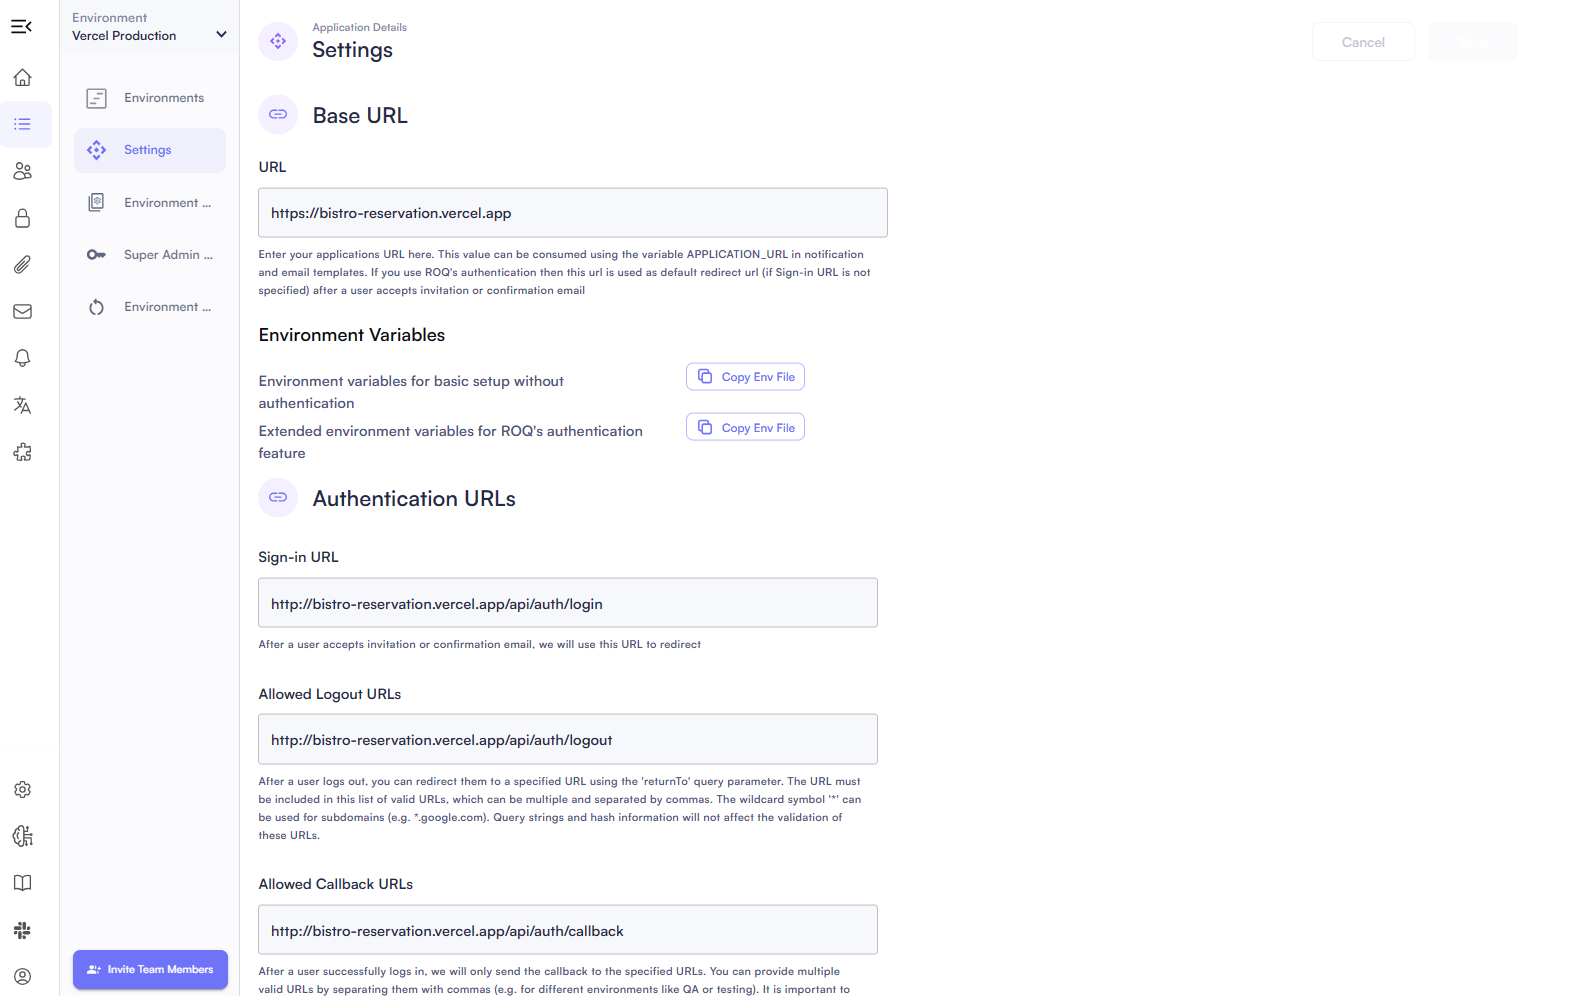 Environment
Vercel Production
Environments
Settings
Environment ...
Super Admin ...
Environment ...
Invite Team Members
Application Details
Settings
Cancel
Base URL
URL
https://bistro-reservation.vercel.app
Enter your applications URL here. This value can be consumed using the variable APPLICATION_URL in notification
and email templates. If you use ROQ's authentication then this url is used as default redirect url (if Sign-in URL is not
specified) after a user accepts invitation or confirmation email
Environment Variables
Environment variables for basic setup without
authentication
Copy Env File
Extended environment variables for ROQ's authentication
feature
Copy Env File
Authentication URLs
Sign-in URL
http://bistro-reservation.vercel.app/api/auth/login
After a user accepts invitation or confirmation email, we will use this URL to redirect
Allowed Logout URLs
http://bistro-reservation.vercel.app/api/auth/logout
After a user logs out, you can redirect them to a specified URL using the 'returnTo' query parameter. The URL must
be included in this list of valid URLs, which can be multiple and separated by commas. The wildcard symbol '*' can
be used for subdomains (e.g. *.google.com). Query strings and hash information will not affect the validation of
these URLs.
Allowed Callback URLs
http://bistro-reservation.vercel.app/api/auth/callback
After a user successfully logs in, we will only send the callback to the specified URLs. You can provide multiple
valid URLs by separating them with commas (e.g. for different environments like QA or testing). It is important to